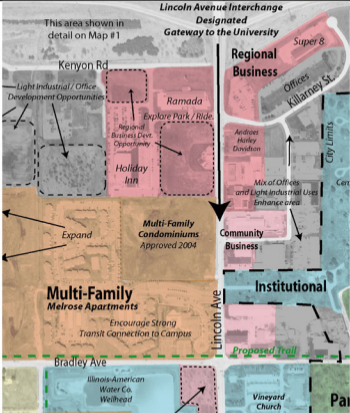 Lincoln Avenue Interchange
Designated
Gateway to the University
This area shown in
detail on Map #1
Kenyon Rd
Regional
Business
Super 8
Offices
Killarney St.
Light Industrial / Office
Development Opportunities
Ramada
Explore Park / Ride
Regional
Business Devt.
Opportunity
Holiday
Inn
Andraes
Harley
Davidson
City Limits
Cen
Mix of Offices
and Light Industrial Uses
Enhance area
Expand
Multi-Family
Condominiums
Approved 2004
Community
Business
Multi-Family
Melrose Apartments
Institutional
Lincoln Ave
Encourage Strong
Transit Connection to Campus
Proposed Trail
Bradley Ave
Illinois-American
Water Co.
Wellhead
Vineyard
Church
Par